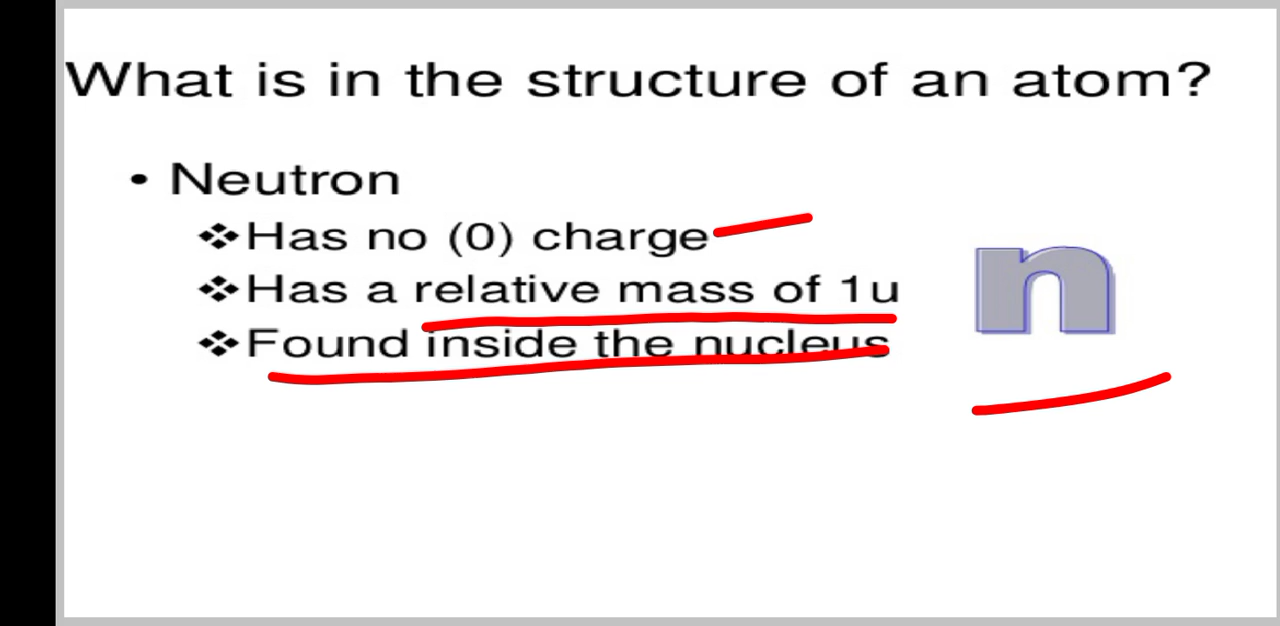 What is in the structure of an atom?
• Neutron
❖Has no (0) charge
❖Has a relative mass of 1u
❖Found inside the nucleus
n